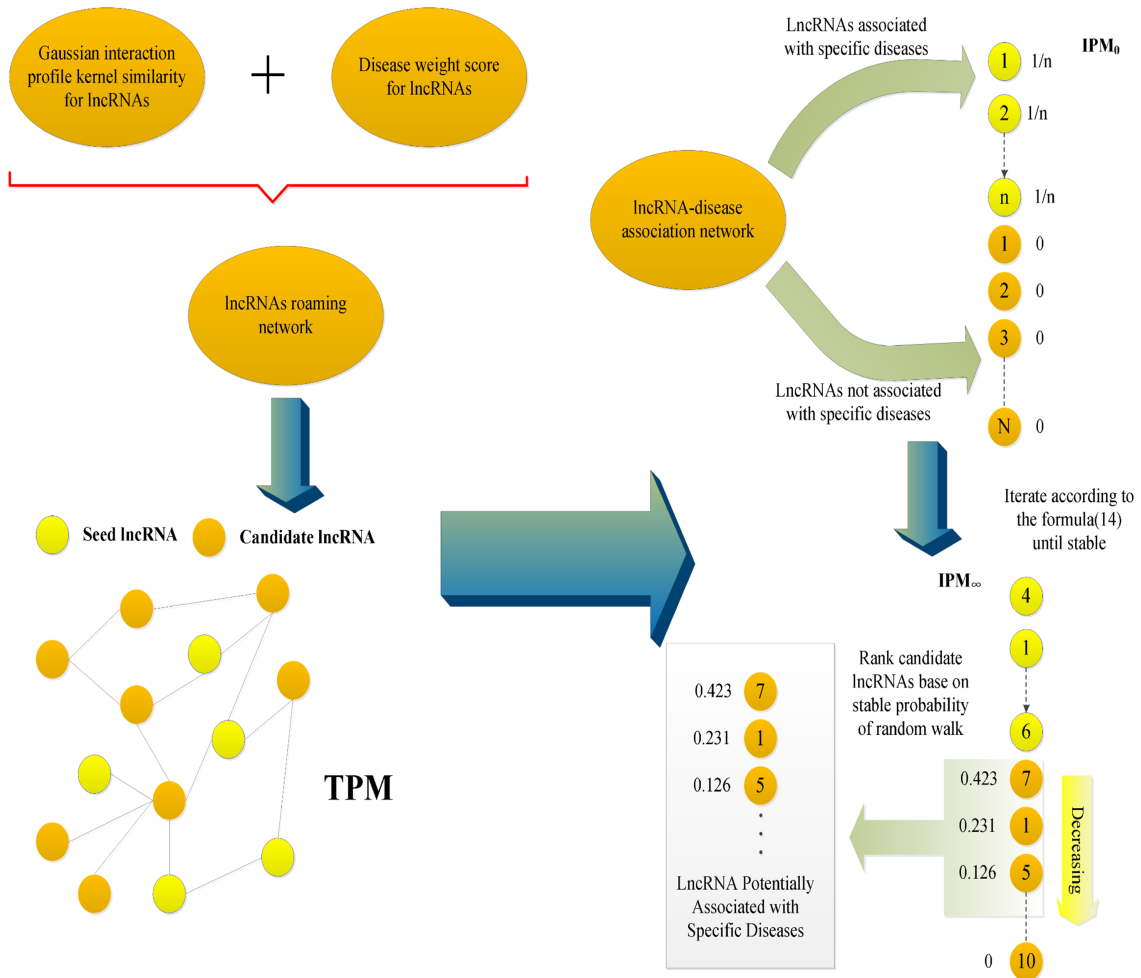 Gaussian interaction
profile kernel similarity
for lncRNAs
+
Disease weight score
for lncRNAs
lncRNAs roaming
network
Seed lncRNA
Candidate lncRNA
TPM
LncRNAs associated
with specific diseases
lncRNA-disease
association network
LncRNAs not associated
with specific diseases
IPM₀
1 1/n
2 1/n
n 1/n
1 0
2 0
3 0
N 0
Iterate according to
the formula(14)
until stable
IPM∞
4
1
6
0.423 7
0.231 1
0.126 5
0 10
Decreasing
Rank candidate
lncRNAs base on
stable probability
of random walk
0.423 7
0.231 1
0.126 5
LncRNA Potentially
Associated with
Specific Diseases